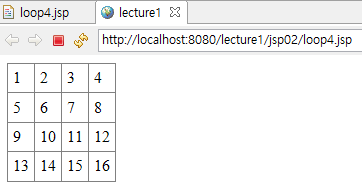 loop4.jsp lecture1
http://localhost:8080/lecture1/jsp02/loop4.jsp
1 2 3 4
5 6 7 8
9 10 11 12
13 14 15 16